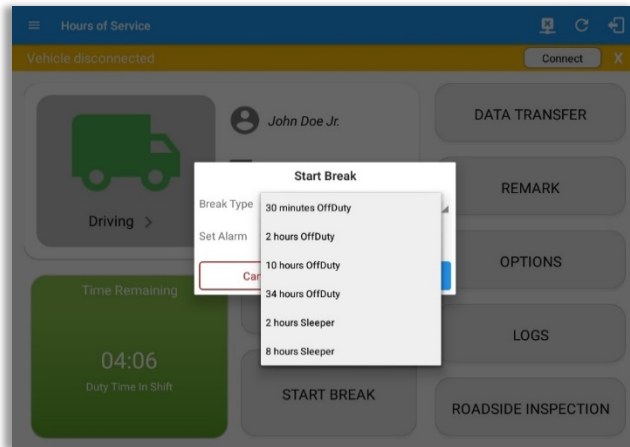 Hours of Service
Vehicle disconnected
Connect
X
John Doe Jr.
Driving >
Time Remaining
04:06
Duty Time In Shift
Start Break
Break Type
Set Alarm
30 minutes OffDuty
2 hours OffDuty
10 hours OffDuty
34 hours OffDuty
2 hours Sleeper
8 hours Sleeper
START BREAK
DATA TRANSFER
REMARK
OPTIONS
LOGS
ROADSIDE INSPECTION